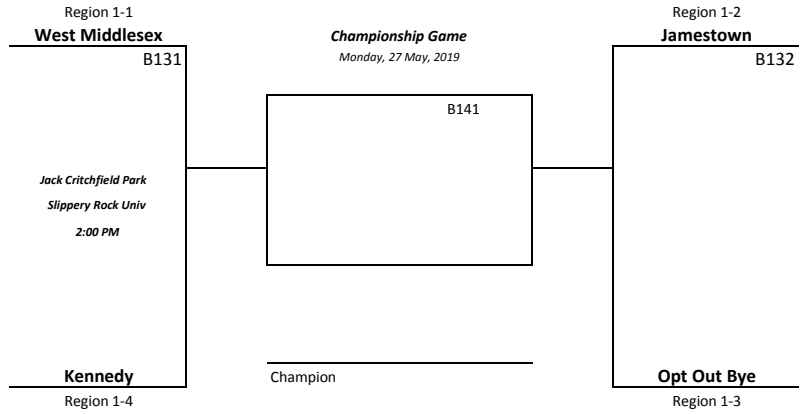 Region 1-1
West Middlesex
B131
Jack Critchfield Park
Slippery Rock Univ
2:00 PM
Kennedy
Region 1-4
Championship Game
Monday, 27 May, 2019
B141
Champion
Region 1-2
Jamestown
B132
Opt Out Bye
Region 1-3